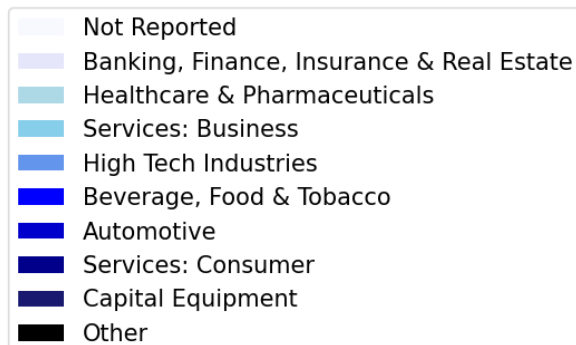 Not Reported
Banking, Finance, Insurance & Real Estate
Healthcare & Pharmaceuticals
Services: Business
High Tech Industries
Beverage, Food & Tobacco
Automotive
Services: Consumer
Capital Equipment
Other